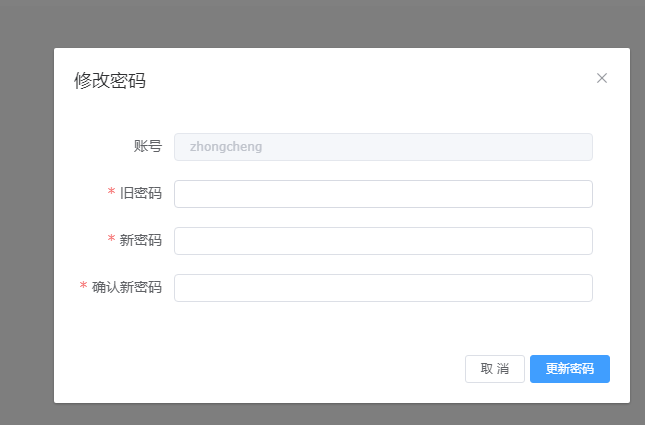 修改密码
账号 zhongcheng
* 旧密码
* 新密码
* 确认新密码
取 消 更新密码